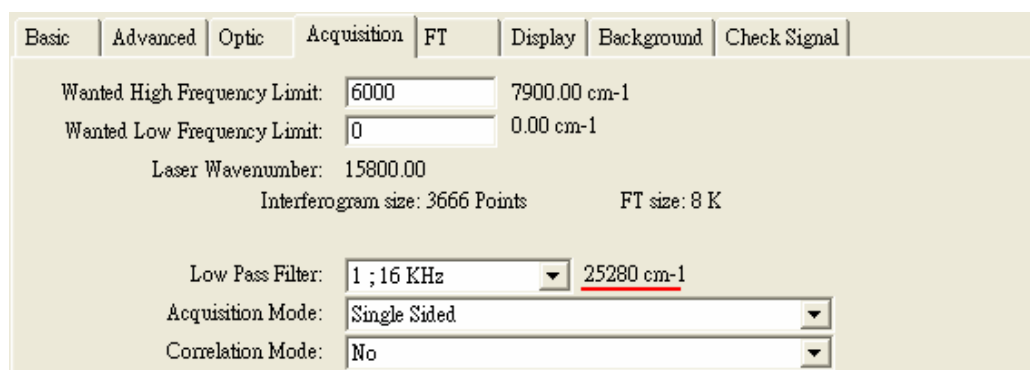 Basic Advanced Optic Acquisition FT Display Background Check Signal
Wanted High Frequency Limit: 6000 7900.00 cm-1
Wanted Low Frequency Limit: 0 0.00 cm-1
Laser Wavenumber: 15800.00
Interferogram size: 3666 Points FT size: 8 K
Low Pass Filter: 1 ; 16 KHz 25280 cm-1
Acquisition Mode: Single Sided
Correlation Mode: No